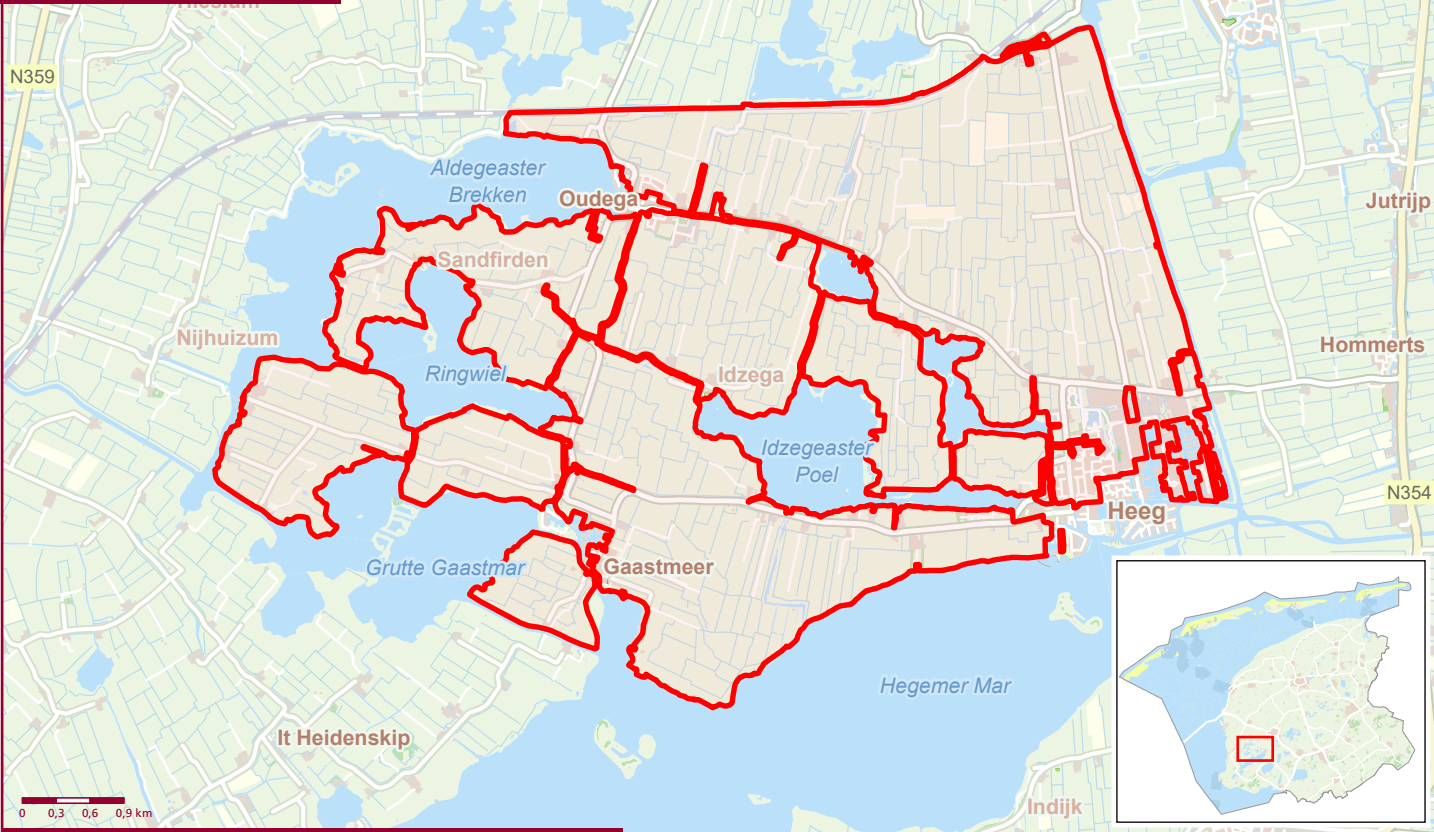 N359
Aldegeaster
Brekken
Oudega
Jutrijp
Sandfirden
Nijhuizum
Hommerts
Ringwiel
Idzega
Idzegeaster
Poel
N354
Heeg
Grutte Gaastmar
Gaastmeer
Hegemer Mar
It Heidenskip
Indijk
0 0,3 0,6 0,9 km